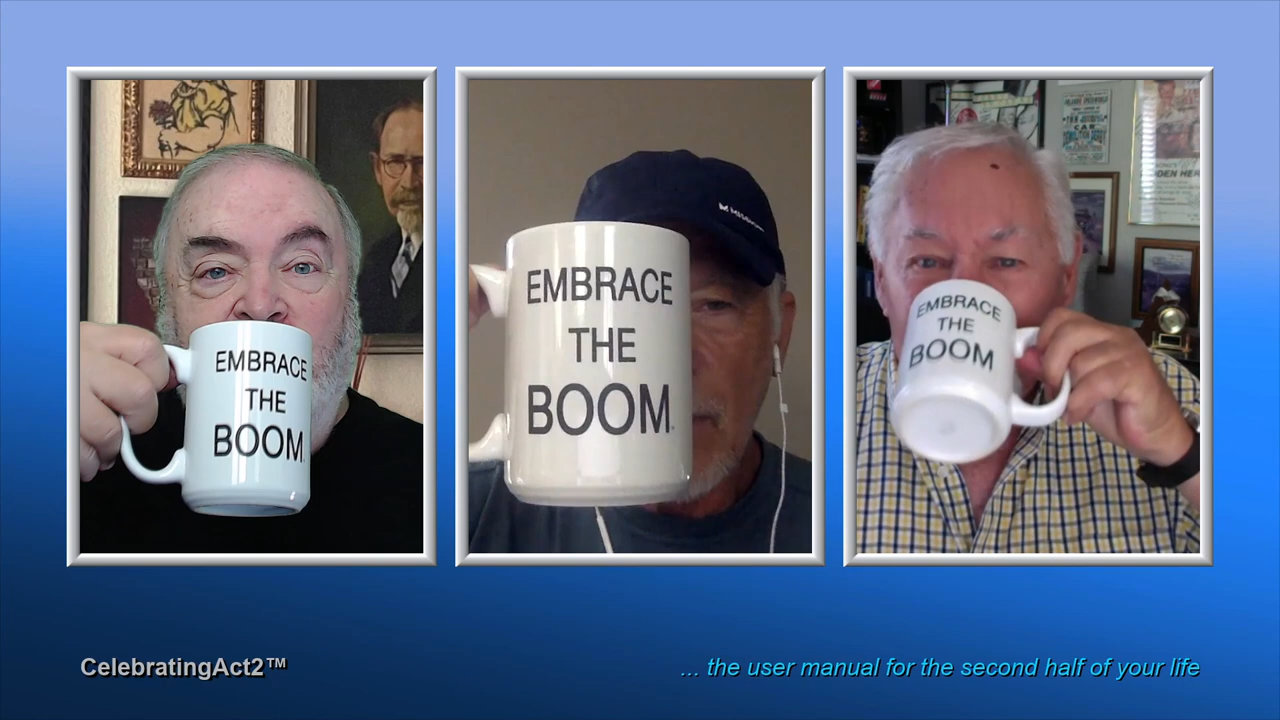 EMBRACE
THE
BOOM
EMBRACE
THE
BOOM
EMBRACE
THE
BOOM
CelebratingAct2™
... the user manual for the second half of your life